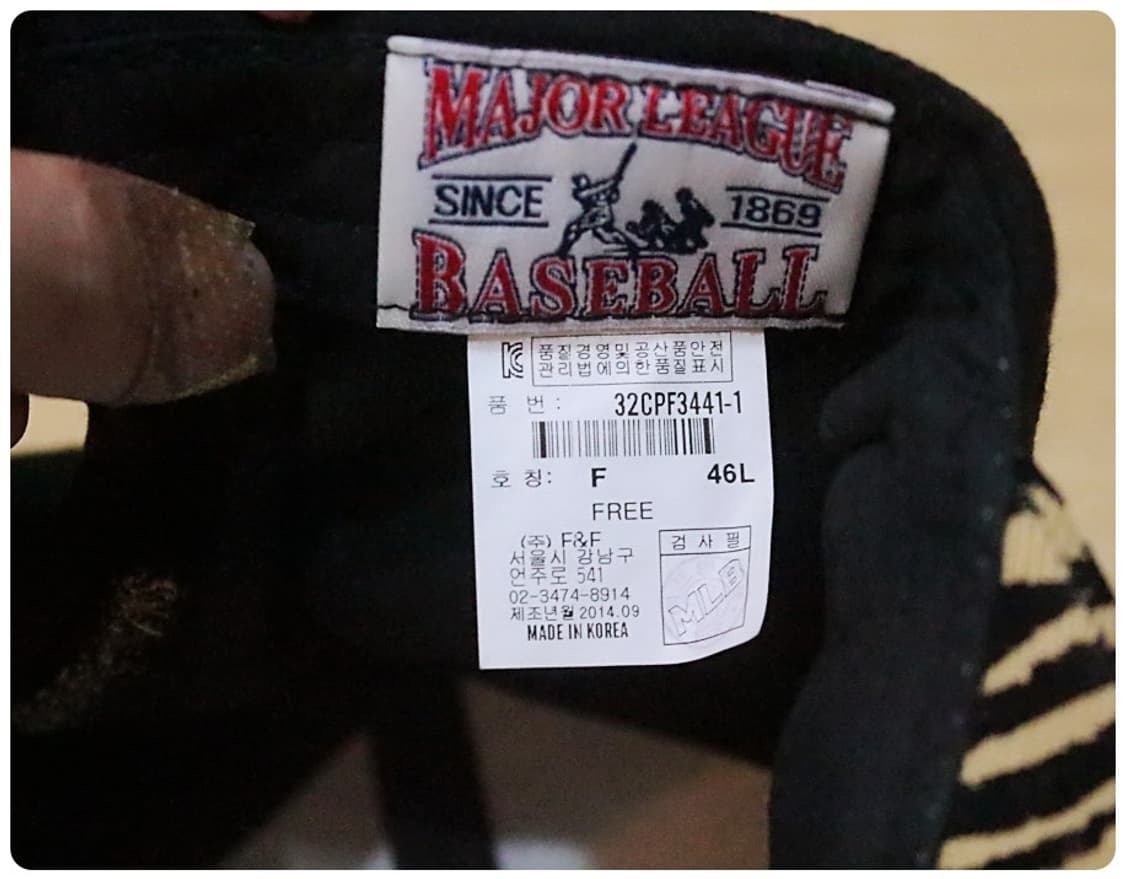 MAJOR LEAGUE
SINCE 1869
BASEBALL
품질경영및공산품안전
관리법에의한품질표시
품 번 : 32CPF3441-1
호 칭: F 46L
FREE
(주) F&F
서울시 강남구
언주로 541
02-3474-8914
제조년월 2014.09
MADE IN KOREA
검 사 필
MLB